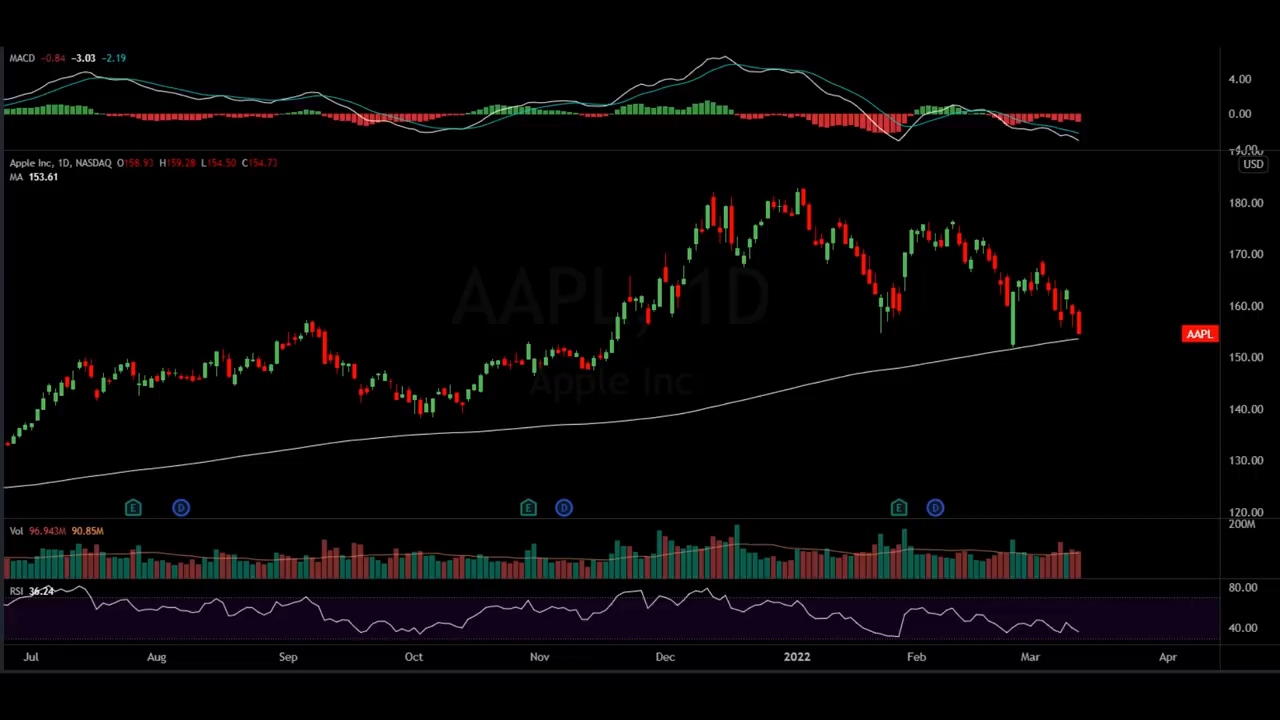 MACD −0.84 −3.03 −2.19
4.00
0.00
−4.00
190.00
Apple Inc, 1D, NASDAQ O158.93 H159.28 L154.50 C154.73
USD
MA 153.61
180.00
170.00
AAPL, 1D
160.00
AAPL
150.00
Apple Inc
140.00
130.00
E D E D E D
120.00
Vol 96.943M 90.85M
200M
RSI 36.24
80.00
40.00
Jul Aug Sep Oct Nov Dec 2022 Feb Mar Apr